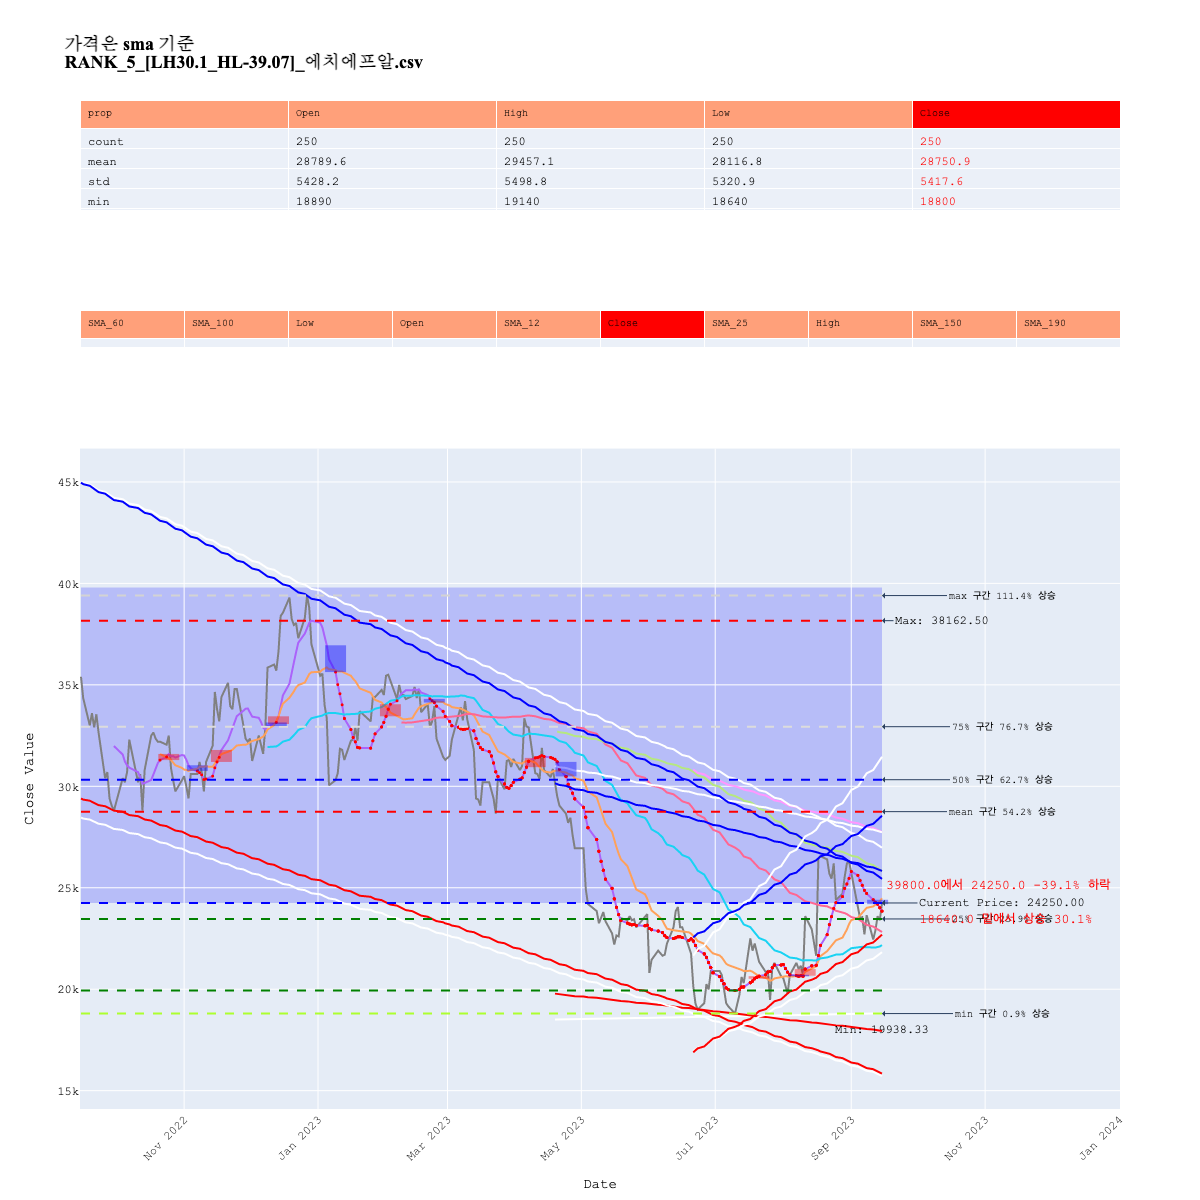 가격은 sma 기준
RANK_5_[LH30.1_HL-39.07]_에치에프알.csv
prop Open High Low Close
count 250 250 250 250
mean 28789.6 29457.1 28116.8 28750.9
std 5428.2 5498.8 5320.9 5417.6
min 18890 19140 18640 18800
SMA_60 SMA_100 Low Open SMA_12 Close SMA_25 High SMA_150 SMA_190
45k
40k
max 구간 111.4% 상승
Max: 38162.50
35k
75% 구간 76.7% 상승
50% 구간 62.7% 상승
30k
mean 구간 54.2% 상승
25k
39800.0에서 24250.0 -39.1% 하락
Current Price: 24250.00
30.1%
20k
min 구간 0.9% 상승
Min: 19938.33
15k
Close Value
Nov 2022
Jan 2023
Mar 2023
May 2023
Jul 2023
Sep 2023
Nov 2023
Jan 2024
Date